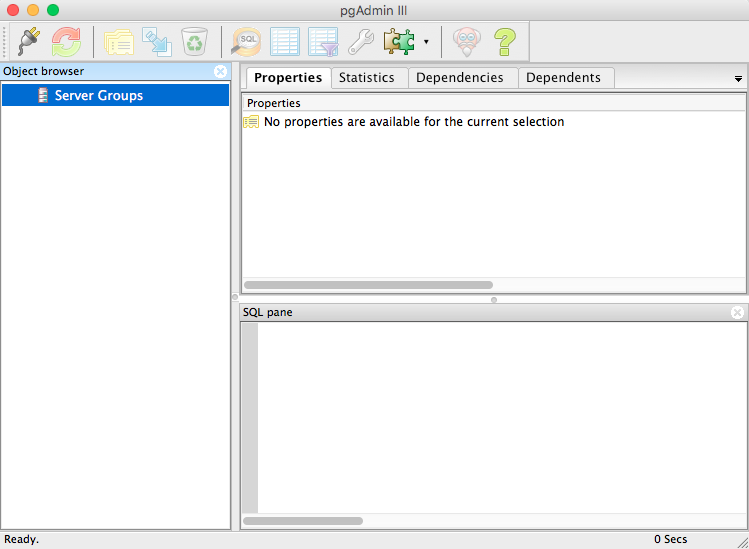 pgAdmin III
SQL
?
Object browser
Server Groups
Properties Statistics Dependencies Dependents
Properties
No properties are available for the current selection
SQL pane
Ready.
0 Secs